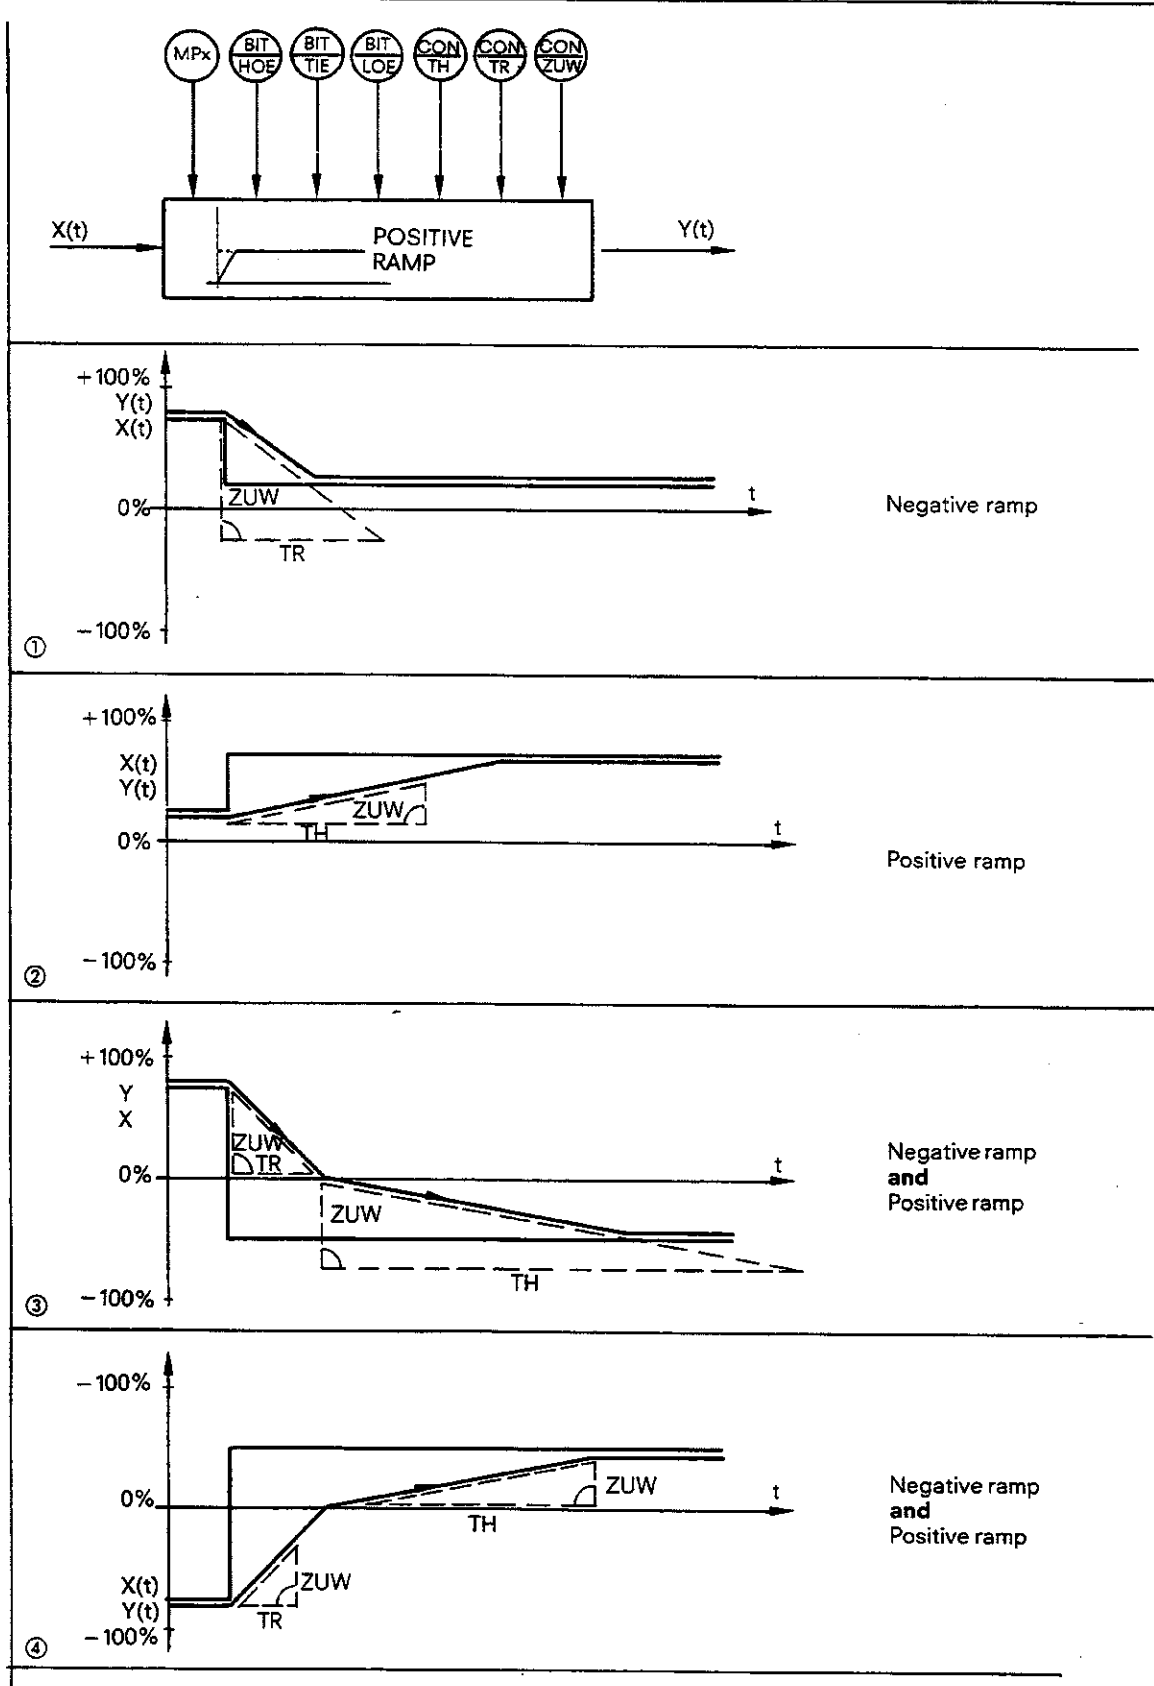 MPx BIT HOE BIT TIE BIT LOE CON TH CON TR CON ZUW
X(t) POSITIVE RAMP Y(t)
+100%
Y(t)
X(t)
ZUW
t
0%
Negative ramp
TR
-100%
①
+100%
X(t)
Y(t)
ZUW
TH
t
0%
Positive ramp
-100%
②
+100%
Y
X
ZUW
TR
t
0%
Negative ramp
and
Positive ramp
ZUW
TH
-100%
③
-100%
ZUW
t
0%
TH
Negative ramp
and
Positive ramp
X(t)
Y(t)
ZUW
TR
-100%
④